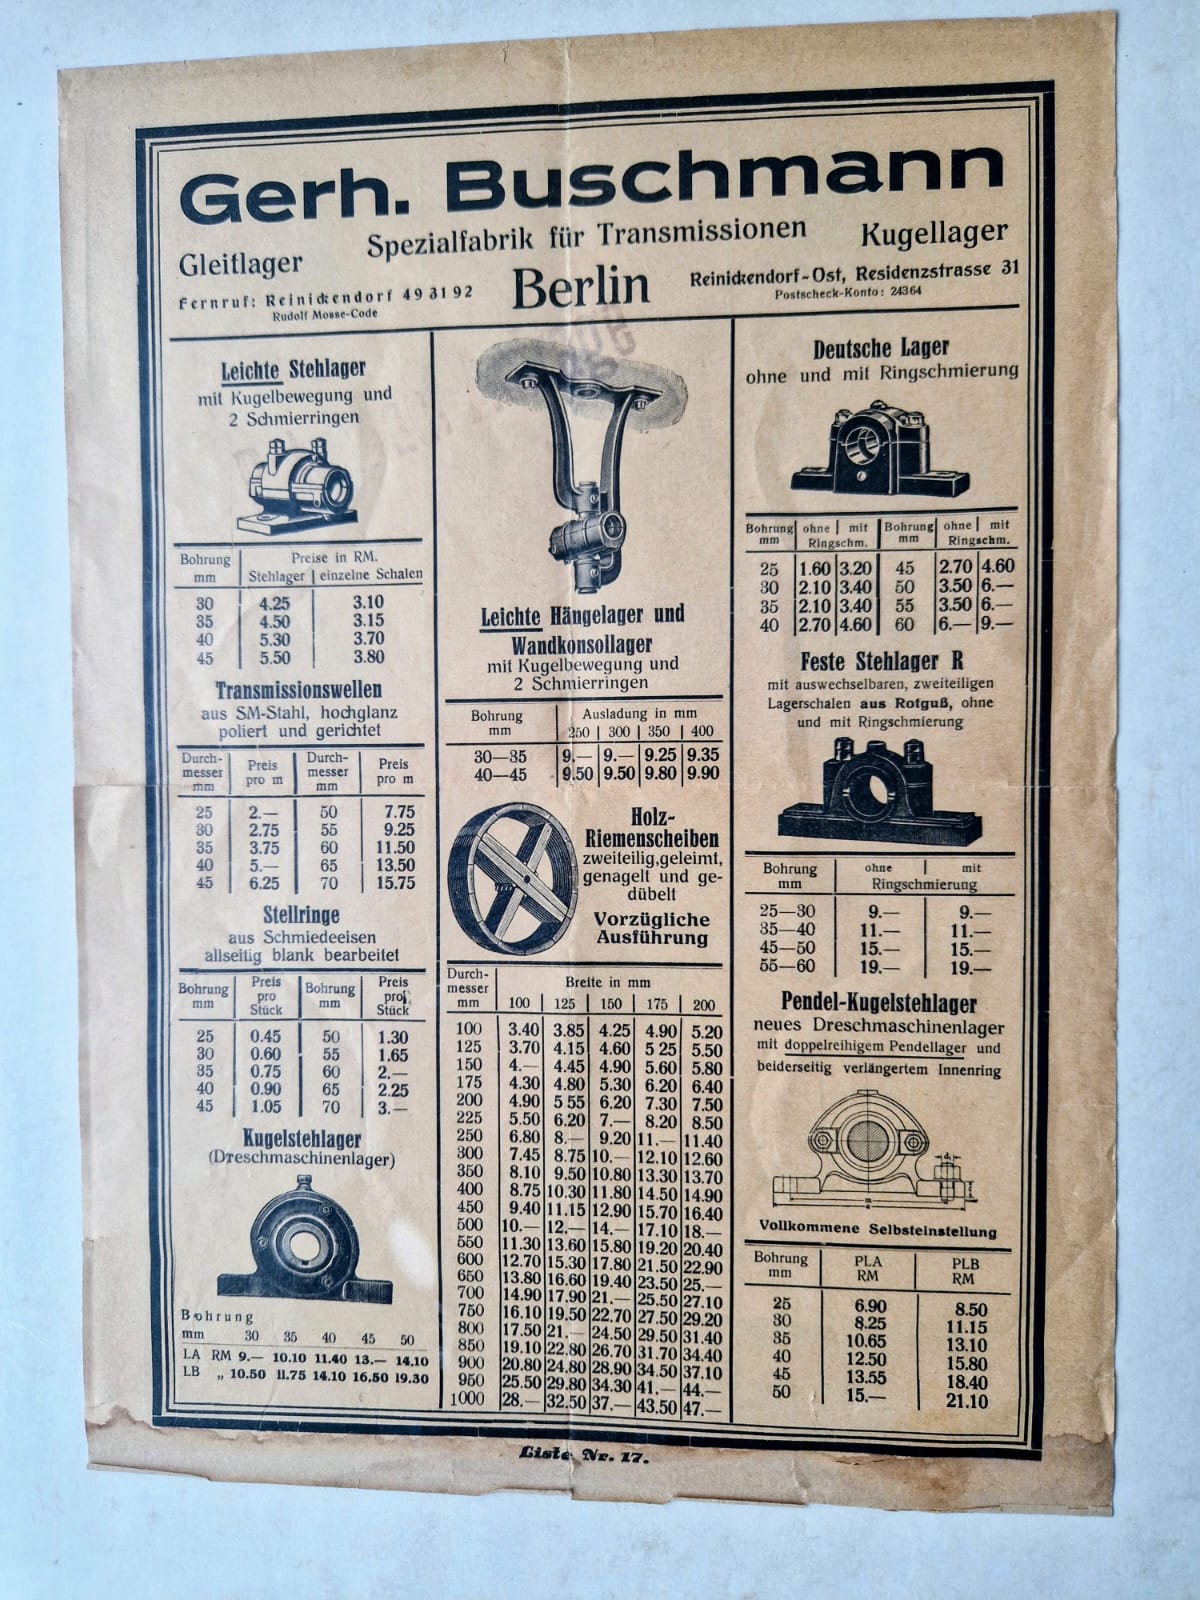 Gerh. Buschmann
Spezialfabrik für Transmissionen
Gleitlager
Kugellager
Berlin
Fernruf: Reinickendorf 49 31 92
Rudolf Mosse-Code
Reinickendorf-Ost, Residenzstrasse 31
Postscheck-Konto: 24364
Leichte Stehlager
mit Kugelbewegung und
2 Schmierringen
Bohrung Preise in RM.
mm Stehlager einzelne Schalen
30 4.25 3.10
35 4.50 3.15
40 5.30 3.70
45 5.50 3.80
Transmissionswellen
aus SM-Stahl, hochglanz
poliert und gerichtet
Durch- Preis Durch- Preis
messer pro m messer pro m
mm mm
25 2.— 50 7.75
30 2.75 55 9.25
35 3.75 60 11.50
40 5.— 65 13.50
45 6.25 70 15.75
Stellringe
aus Schmiedeeisen
allseitig blank bearbeitet
Bohrung Preis Bohrung Preis
mm pro mm pro
Stück Stück
25 0.45 50 1.30
30 0.60 55 1.65
35 0.75 60 2.—
40 0.90 65 2.25
45 1.05 70 3.—
Kugelstehlager
(Dreschmaschinenlager)
Bohrung
mm 30 35 40 45 50
LA RM 9.— 10.10 11.40 13.— 14.10
LB „ 10.50 11.75 14.10 16.50 19.30
Leichte Hängelager und
Wandkonsollager
mit Kugelbewegung und
2 Schmierringen
Bohrung Ausladung in mm
mm 250 300 350 400
30—35 9.— 9.— 9.25 9.35
40—45 9.50 9.50 9.80 9.90
Holz-
Riemenscheiben
zweiteilig, geleimt,
genagelt und ge-
dübelt
Vorzügliche
Ausführung
Durch- Breite in mm
messer
mm 100 125 150 175 200
100 3.40 3.85 4.25 4.90 5.20
125 3.70 4.15 4.60 5 25 5.50
150 4.— 4.45 4.90 5.60 5.80
175 4.30 4.80 5.30 6.20 6.40
200 4.90 5 55 6.20 7.30 7.50
225 5.50 6.20 7.— 8.20 8.50
250 6.80 8.— 9.20 11.— 11.40
300 7.45 8.75 10.— 12.10 12.60
350 8.10 9.50 10.80 13.30 13.70
400 8.75 10.30 11.80 14.50 14.90
450 9.40 11.15 12.90 15.70 16.40
500 10.— 12.— 14.— 17.10 18.—
550 11.30 13.60 15.80 19.20 20.40
600 12.70 15.30 17.80 21.50 22.90
650 13.80 16.60 19.40 23.50 25.—
700 14.90 17.90 21.— 25.50 27.10
750 16.10 19.50 22.70 27.50 29.20
800 17.50 21.— 24.50 29.50 31.40
850 19.10 22.80 26.70 31.70 34.40
900 20.80 24.80 28.90 34.50 37.10
950 25.50 29.80 34.30 41.— 44.—
1000 28.— 32.50 37.— 43.50 47.—
Deutsche Lager
ohne und mit Ringschmierung
Bohrung ohne mit Bohrung ohne mit
mm Ringschm. mm Ringschm.
25 1.60 3.20 45 2.70 4.60
30 2.10 3.40 50 3.50 6.—
35 2.10 3.40 55 3.50 6.—
40 2.70 4.60 60 6.— 9.—
Feste Stehlager R
mit auswechselbaren, zweiteiligen
Lagerschalen aus Rotguß, ohne
und mit Ringschmierung
Bohrung ohne mit
mm Ringschmierung
25—30 9.— 9.—
35—40 11.— 11.—
45—50 15.— 15.—
55—60 19.— 19.—
Pendel-Kugelstehlager
neues Dreschmaschinenlager
mit doppelreihigem Pendellager und
beiderseitig verlängertem Innenring
Vollkommene Selbsteinstellung
Bohrung PLA PLB
mm RM RM
25 6.90 8.50
30 8.25 11.15
35 10.65 13.10
40 12.50 15.80
45 13.55 18.40
50 15.— 21.10
Liste Nr. 17.